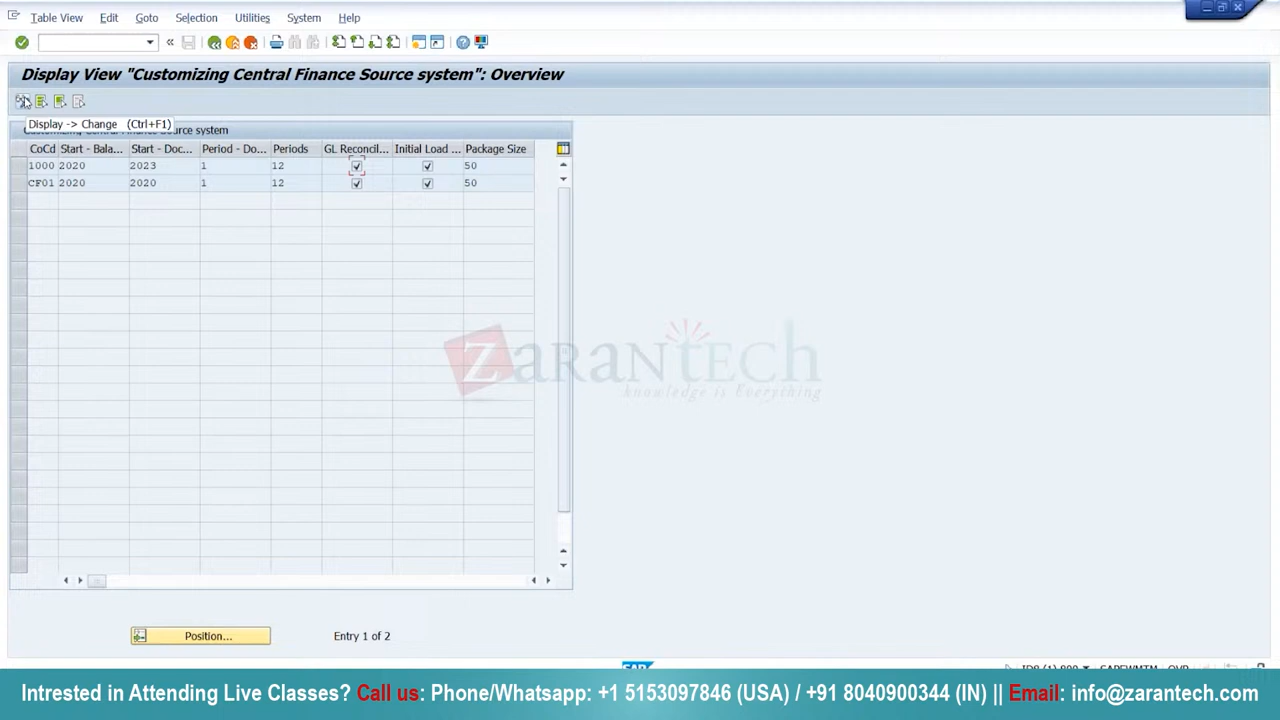 Table View Edit Goto Selection Utilities System Help
Display View "Customizing Central Finance Source system": Overview
Display -> Change (Ctrl+F1)
Source system
CoCd Start - Bala... Start - Doc... Period - Do... Periods GL Reconcil... Initial Load ... Package Size
1000 2020 2023 1 12 50
CF01 2020 2020 1 12 50
ZARANTECH
knowledge is Everything
Position... Entry 1 of 2
SAP
Intrested in Attending Live Classes? Call us: Phone/Whatsapp: +1 5153097846 (USA) / +91 8040900344 (IN) || Email: info@zarantech.com